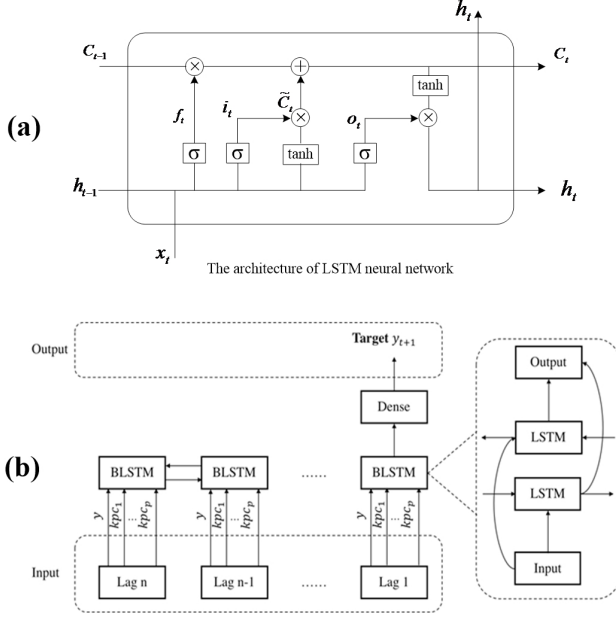 h_t
C_{t-1}
C_t
×
+
tanh
f_t
i_t
C̃_t
o_t
×
×
(a)
σ
σ
tanh
σ
h_{t-1}
h_t
x_t
The architecture of LSTM neural network
Output
Target y_{t+1}
Output
Dense
LSTM
(b)
BLSTM
BLSTM
......
BLSTM
LSTM
y
kpc_1
...
kpc_p
y
kpc_1
...
kpc_p
y
kpc_1
...
kpc_p
Input
Lag n
Lag n-1
......
Lag 1
Input